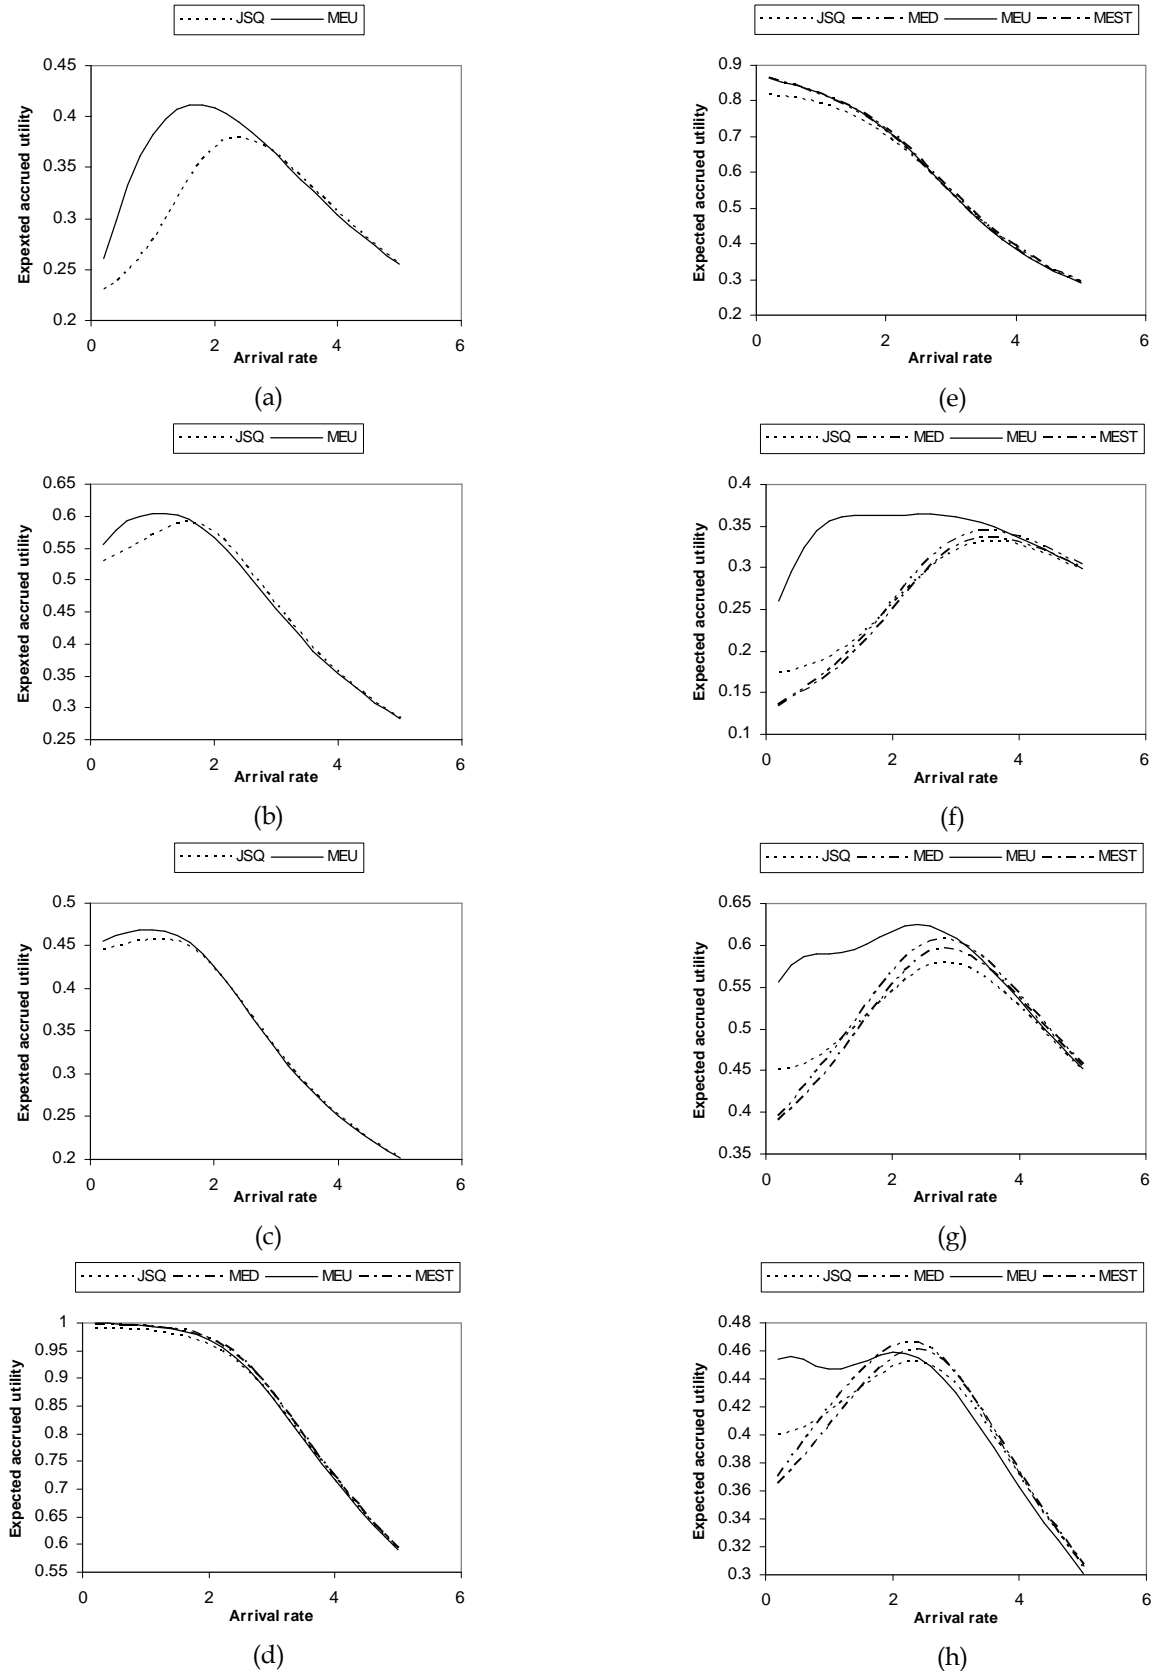 JSQ MEU
0.45
0.4
0.35
0.3
0.25
0.2
0 2 4 6
Expexted accrued utility
Arrival rate
(a)
JSQ MEU
0.65
0.6
0.55
0.5
0.45
0.4
0.35
0.3
0.25
0 2 4 6
Expexted accrued utility
Arrival rate
(b)
JSQ MEU
0.5
0.45
0.4
0.35
0.3
0.25
0.2
0 2 4 6
Expexted accrued utility
Arrival rate
(c)
JSQ MED MEU MEST
1
0.95
0.9
0.85
0.8
0.75
0.7
0.65
0.6
0.55
0 2 4 6
Expected accrued utility
Arrival rate
(d)
JSQ MED MEU MEST
0.9
0.8
0.7
0.6
0.5
0.4
0.3
0.2
0 2 4 6
Expected accrued utility
Arrival rate
(e)
JSQ MED MEU MEST
0.4
0.35
0.3
0.25
0.2
0.15
0.1
0 2 4 6
Expected accrued utility
Arrival rate
(f)
JSQ MED MEU MEST
0.65
0.6
0.55
0.5
0.45
0.4
0.35
0 2 4 6
Expected accrued utility
Arrival rate
(g)
JSQ MED MEU MEST
0.48
0.46
0.44
0.42
0.4
0.38
0.36
0.34
0.32
0.3
0 2 4 6
Expected accrued utility
Arrival rate
(h)